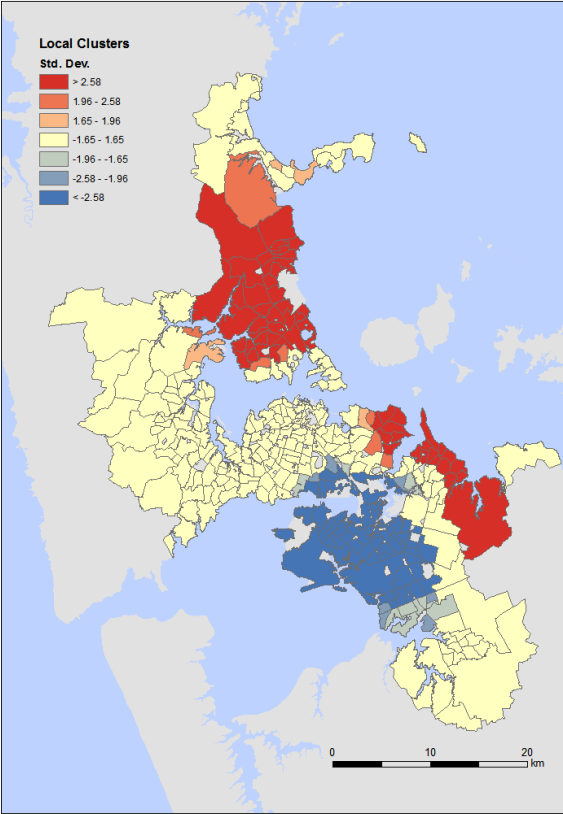 Local Clusters
Std. Dev.
> 2.58
1.96 - 2.58
1.65 - 1.96
-1.65 - 1.65
-1.96 - -1.65
-2.58 - -1.96
< -2.58
0 10 20
km